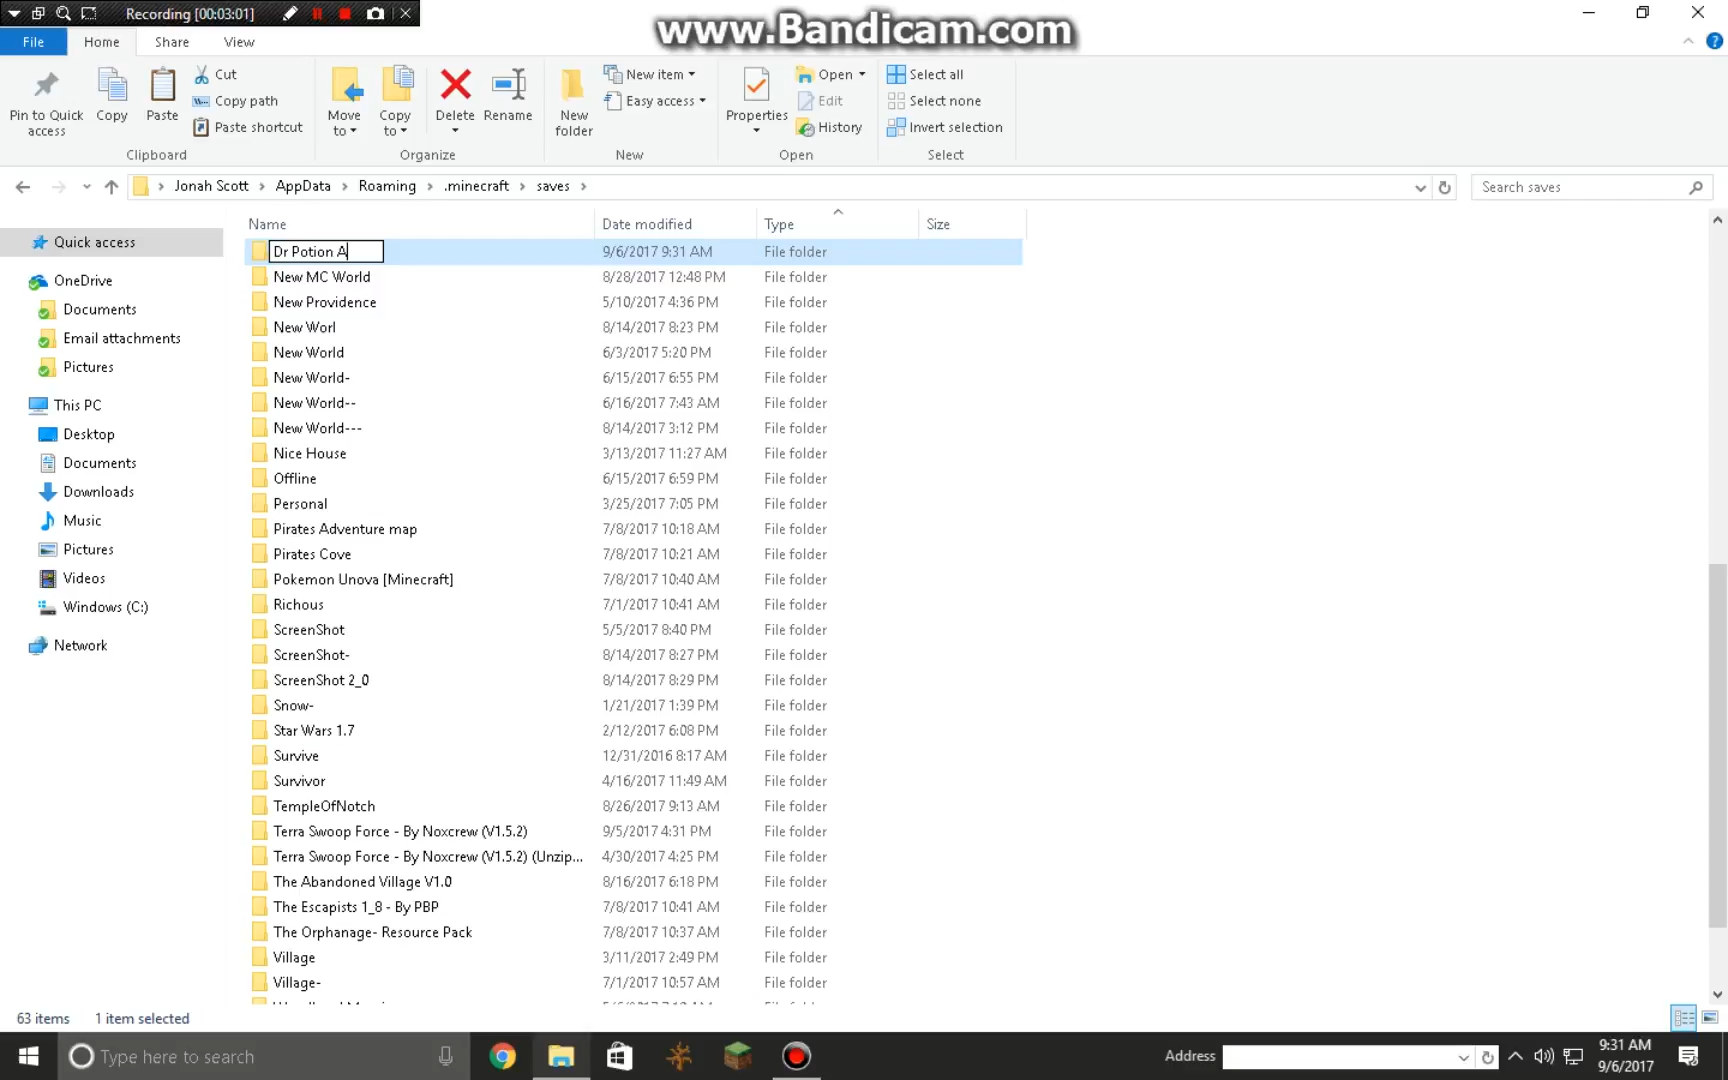 Recording [00:03:01]
www.Bandicam.com
File Home Share View
Pin to Quick access
Copy
Paste
Cut
Copy path
Paste shortcut
Clipboard
Move to
Copy to
Delete
Rename
Organize
New folder
New item
Easy access
New
Properties
Open
Edit
History
Open
Select all
Select none
Invert selection
Select
Jonah Scott > AppData > Roaming > .minecraft > saves >
Search saves
Name Date modified Type Size
Quick access
OneDrive
Documents
Email attachments
Pictures
This PC
Desktop
Documents
Downloads
Music
Pictures
Videos
Windows (C:)
Network
Dr Potion A 9/6/2017 9:31 AM File folder
New MC World 8/28/2017 12:48 PM File folder
New Providence 5/10/2017 4:36 PM File folder
New Worl 8/14/2017 8:23 PM File folder
New World 6/3/2017 5:20 PM File folder
New World- 6/15/2017 6:55 PM File folder
New World-- 6/16/2017 7:43 AM File folder
New World--- 8/14/2017 3:12 PM File folder
Nice House 3/13/2017 11:27 AM File folder
Offline 6/15/2017 6:59 PM File folder
Personal 3/25/2017 7:05 PM File folder
Pirates Adventure map 7/8/2017 10:18 AM File folder
Pirates Cove 7/8/2017 10:21 AM File folder
Pokemon Unova [Minecraft] 7/8/2017 10:40 AM File folder
Richous 7/1/2017 10:41 AM File folder
ScreenShot 5/5/2017 8:40 PM File folder
ScreenShot- 8/14/2017 8:27 PM File folder
ScreenShot 2_0 8/14/2017 8:29 PM File folder
Snow- 1/21/2017 1:39 PM File folder
Star Wars 1.7 2/12/2017 6:08 PM File folder
Survive 12/31/2016 8:17 AM File folder
Survivor 4/16/2017 11:49 AM File folder
TempleOfNotch 8/26/2017 9:13 AM File folder
Terra Swoop Force - By Noxcrew (V1.5.2) 9/5/2017 4:31 PM File folder
Terra Swoop Force - By Noxcrew (V1.5.2) (Unzip... 4/30/2017 4:25 PM File folder
The Abandoned Village V1.0 8/16/2017 6:18 PM File folder
The Escapists 1_8 - By PBP 7/8/2017 10:41 AM File folder
The Orphanage- Resource Pack 7/8/2017 10:37 AM File folder
Village 3/11/2017 2:49 PM File folder
Village- 7/1/2017 10:57 AM File folder
63 items 1 item selected
Type here to search
Address
9:31 AM
9/6/2017